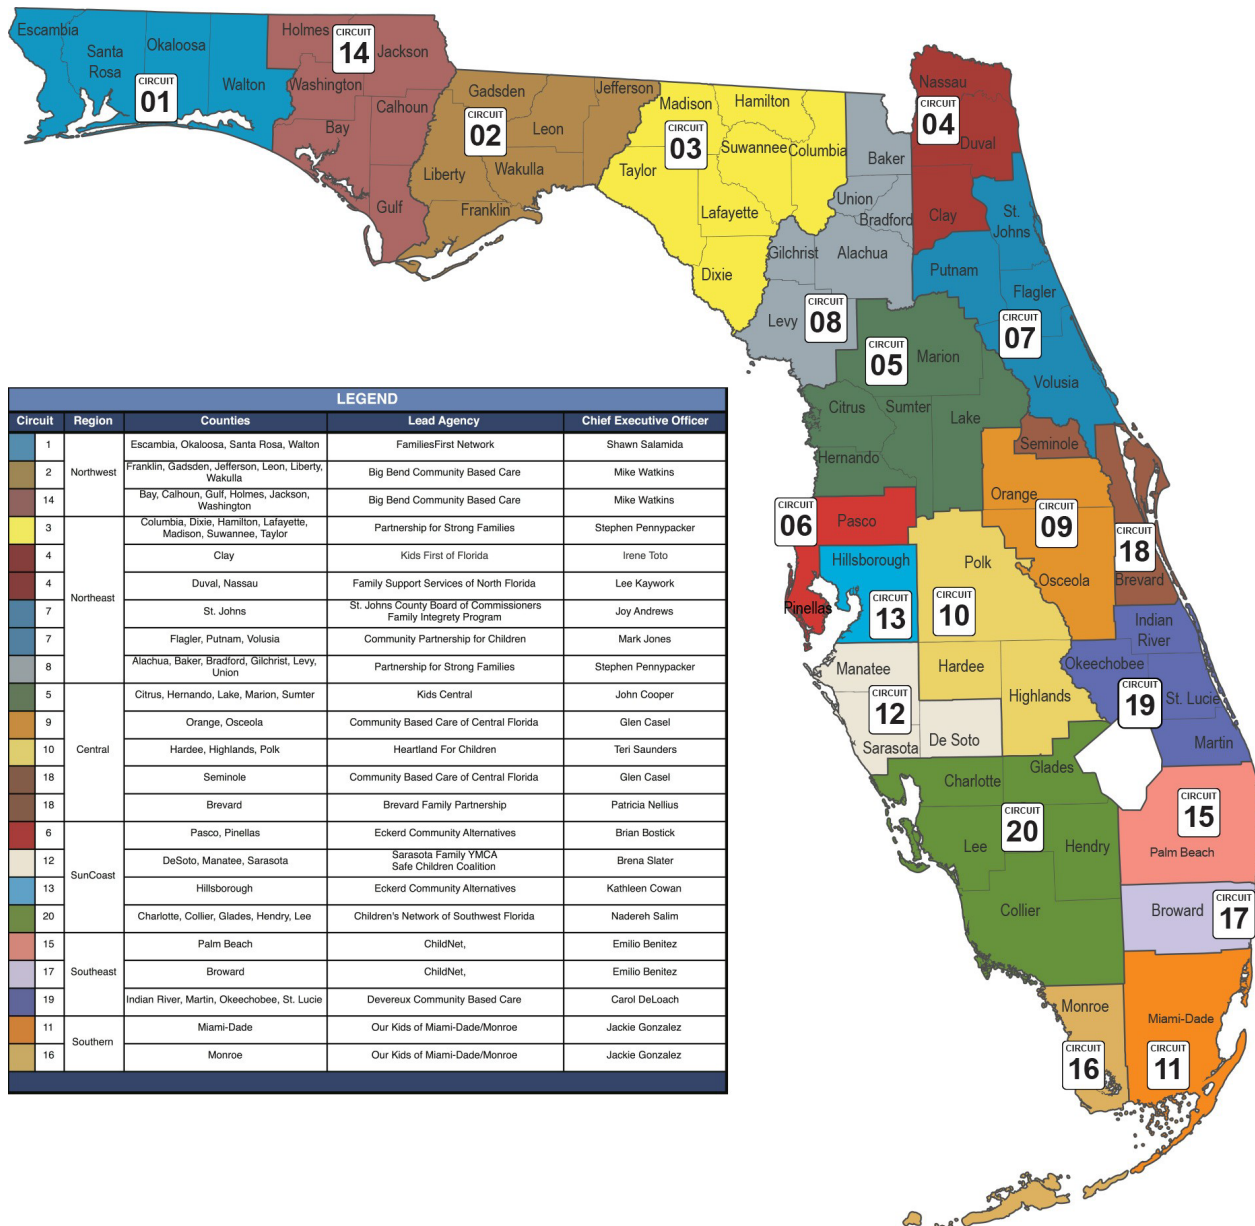 Escambia
Santa
Rosa
Okaloosa
Walton
CIRCUIT
01
Holmes
CIRCUIT
14
Jackson
Washington
Calhoun
Bay
Gulf
Gadsden
Jefferson
CIRCUIT
02
Leon
Liberty
Wakulla
Franklin
Madison
Hamilton
CIRCUIT
03
Suwannee
Columbia
Taylor
Lafayette
Dixie
Nassau
CIRCUIT
04
Duval
Clay
Baker
Union
Bradford
Gilchrist
Alachua
Levy
CIRCUIT
08
St.
Johns
Putnam
Flagler
CIRCUIT
07
Volusia
CIRCUIT
05
Marion
Citrus
Sumter
Lake
Hernando
Seminole
Orange
CIRCUIT
09
Osceola
CIRCUIT
18
Brevard
CIRCUIT
06
Pasco
Pinellas
Hillsborough
CIRCUIT
13
Polk
CIRCUIT
10
Hardee
Highlands
Manatee
CIRCUIT
12
Sarasota
De Soto
Indian
River
Okeechobee
CIRCUIT
19
St. Lucie
Martin
Charlotte
Glades
CIRCUIT
20
Lee
Hendry
Collier
CIRCUIT
15
Palm Beach
Broward
CIRCUIT
17
Monroe
CIRCUIT
16
Miami-Dade
CIRCUIT
11
LEGEND
Circuit Region Counties Lead Agency Chief Executive Officer
Northwest
1 Escambia, Okaloosa, Santa Rosa, Walton FamiliesFirst Network Shawn Salamida
2 Franklin, Gadsden, Jefferson, Leon, Liberty, Big Bend Community Based Care Mike Watkins
Wakulla
14 Bay, Calhoun, Gulf, Holmes, Jackson, Big Bend Community Based Care Mike Watkins
Washington
Northeast
3 Columbia, Dixie, Hamilton, Lafayette, Partnership for Strong Families Stephen Pennypacker
Madison, Suwannee, Taylor
4 Clay Kids First of Florida Irene Toto
4 Duval, Nassau Family Support Services of North Florida Lee Kaywork
7 St. Johns St. Johns County Board of Commissioners Joy Andrews
Family Integrety Program
7 Flagler, Putnam, Volusia Community Partnership for Children Mark Jones
8 Alachua, Baker, Bradford, Gilchrist, Levy, Partnership for Strong Families Stephen Pennypacker
Union
Central
5 Citrus, Hernando, Lake, Marion, Sumter Kids Central John Cooper
9 Orange, Osceola Community Based Care of Central Florida Glen Casel
10 Hardee, Highlands, Polk Heartland For Children Teri Saunders
18 Seminole Community Based Care of Central Florida Glen Casel
18 Brevard Brevard Family Partnership Patricia Nellius
SunCoast
6 Pasco, Pinellas Eckerd Community Alternatives Brian Bostick
12 DeSoto, Manatee, Sarasota Sarasota Family YMCA Brena Slater
Safe Children Coalition
13 Hillsborough Eckerd Community Alternatives Kathleen Cowan
20 Charlotte, Collier, Glades, Hendry, Lee Children's Network of Southwest Florida Nadereh Salim
Southeast
15 Palm Beach ChildNet, Emilio Benitez
17 Broward ChildNet, Emilio Benitez
19 Indian River, Martin, Okeechobee, St. Lucie Devereux Community Based Care Carol DeLoach
Southern
11 Miami-Dade Our Kids of Miami-Dade/Monroe Jackie Gonzalez
16 Monroe Our Kids of Miami-Dade/Monroe Jackie Gonzalez